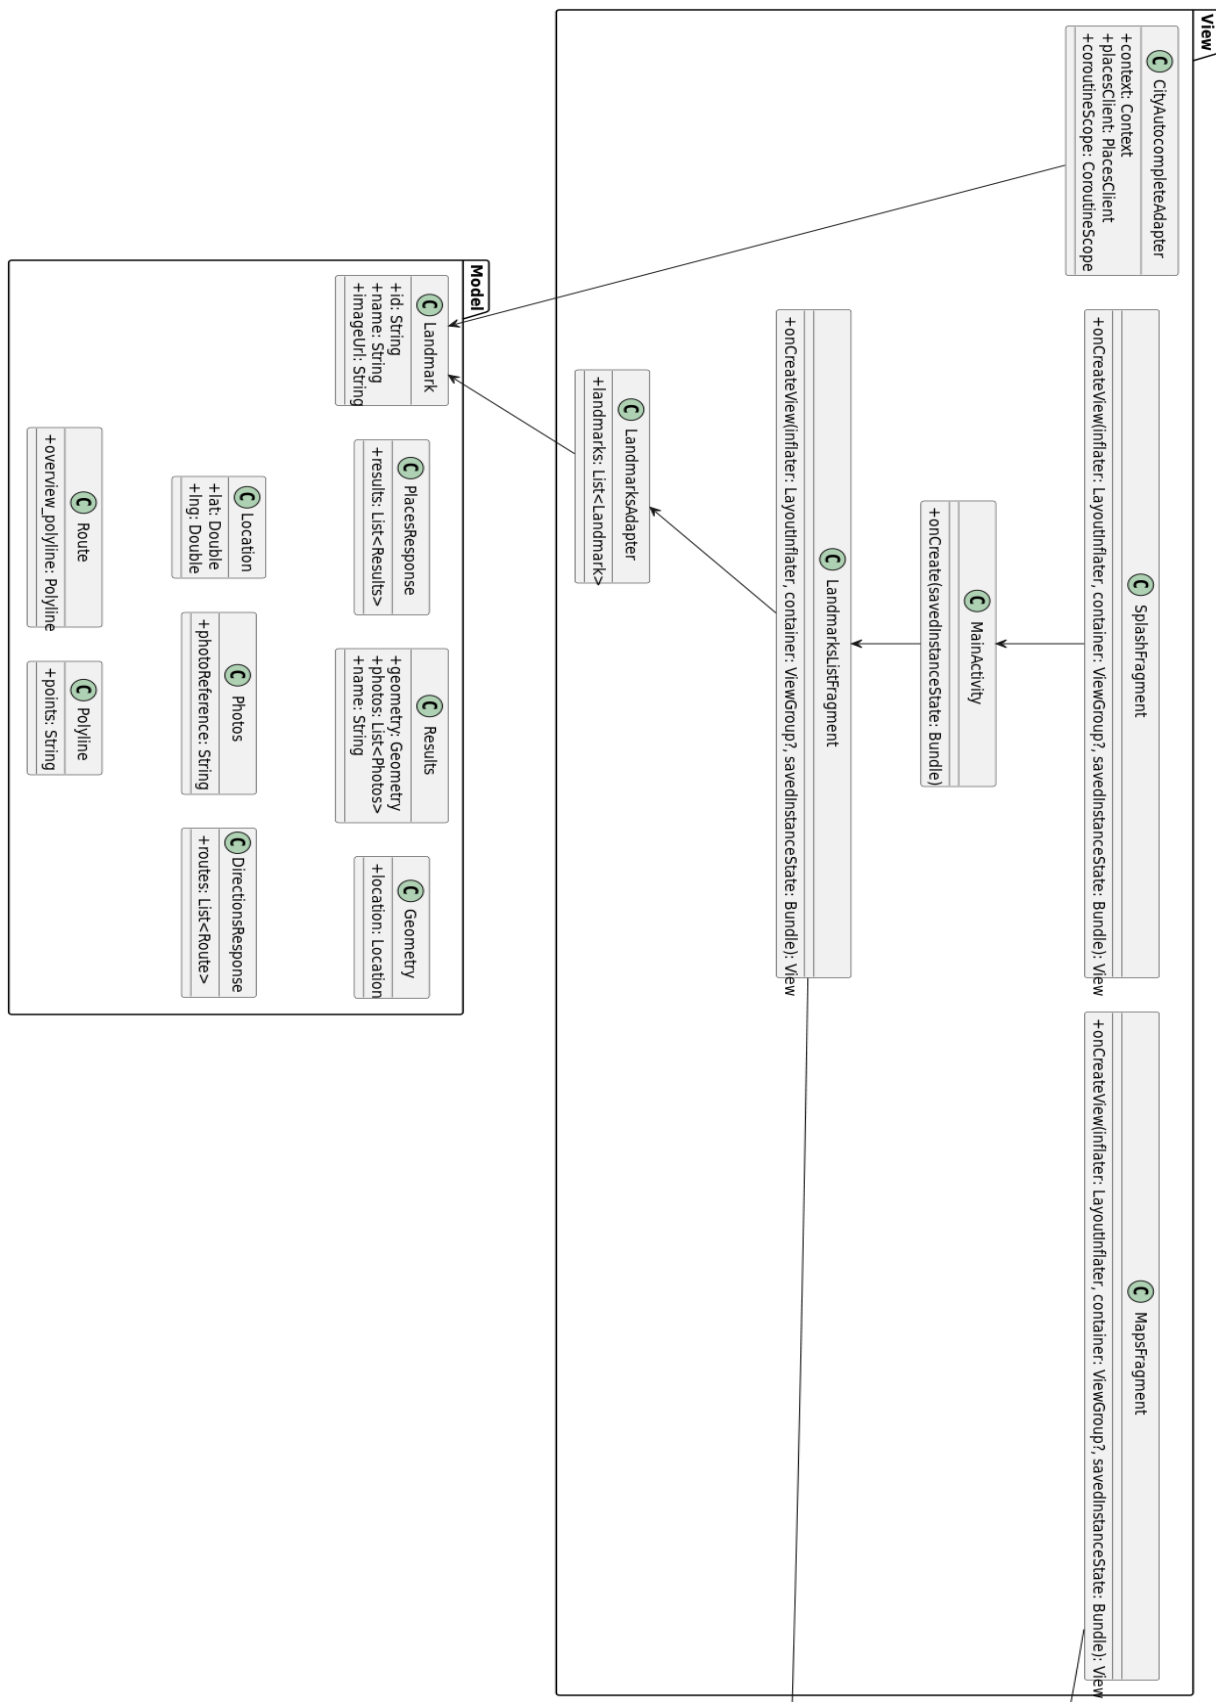 View
C CityAutocompleteAdapter
+context: Context
+placesClient: PlacesClient
+coroutineScope: CoroutineScope
C SplashFragment
+onCreateView(inflater: LayoutInflater, container: ViewGroup?, savedInstanceState: Bundle): View
C MapsFragment
+onCreateView(inflater: LayoutInflater, container: ViewGroup?, savedInstanceState: Bundle): View
C MainActivity
+onCreate(savedInstanceState: Bundle)
C LandmarksListFragment
+onCreateView(inflater: LayoutInflater, container: ViewGroup?, savedInstanceState: Bundle): View
C LandmarksAdapter
+landmarks: List<Landmark>
Model
C Landmark
+id: String
+name: String
+imageUrl: String
C PlacesResponse
+results: List<Results>
C Results
+geometry: Geometry
+photos: List<Photos>
+name: String
C Geometry
+location: Location
C Location
+lat: Double
+lng: Double
C Photos
+photoReference: String
C DirectionsResponse
+routes: List<Route>
C Route
+overview_polyline: Polyline
C Polyline
+points: String